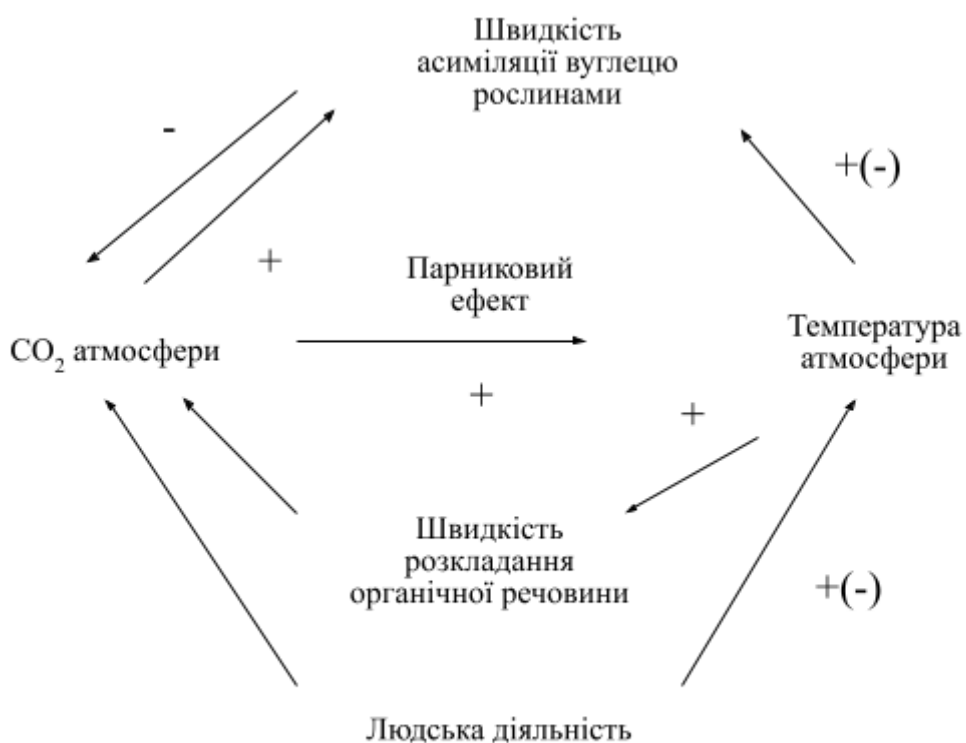 Швидкість
асиміляції вуглецю
рослинами
-
+(-)
+
Парниковий
ефект
CO₂ атмосфери
Температура
атмосфери
+
+
Швидкість
розкладання
органічної речовини
+(-)
Людська діяльність